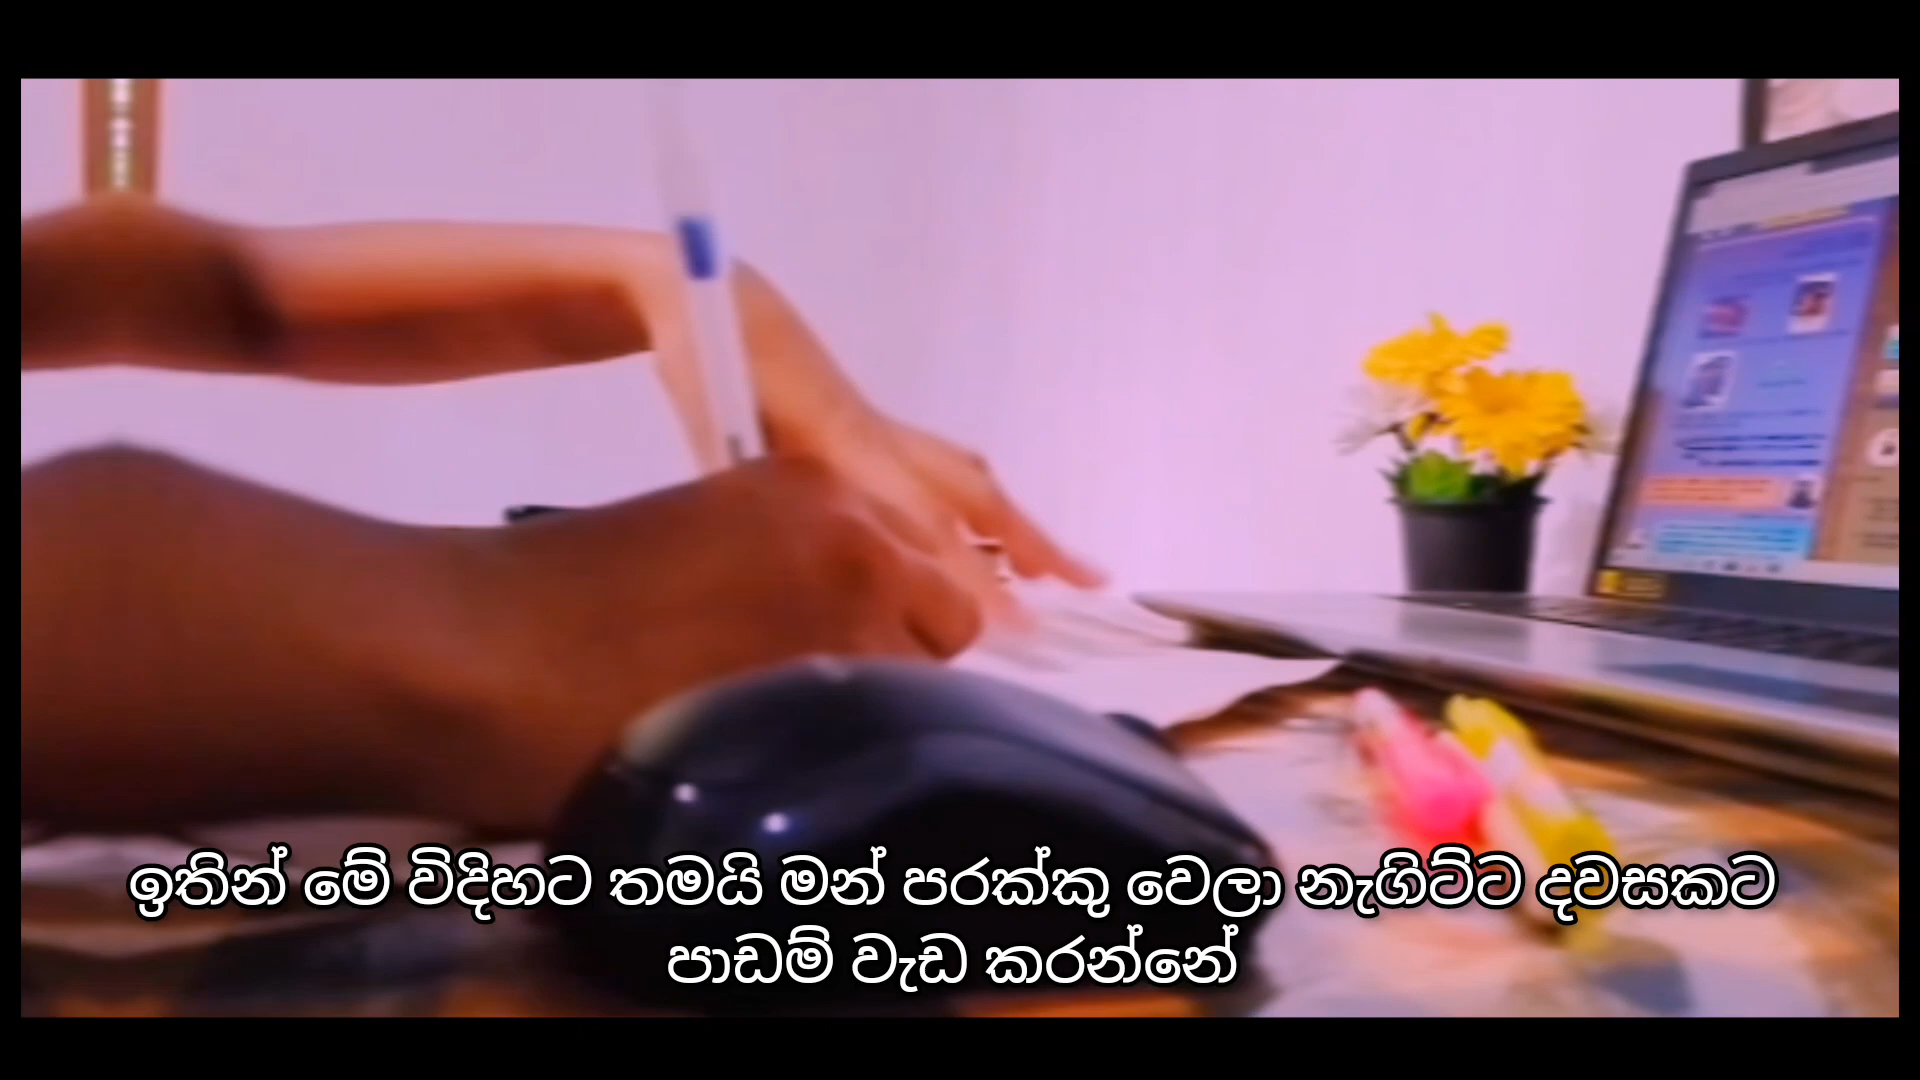 ඉතින් මේ විදිහට තමයි මන් පරක්කු වෙලා නැගිට්ට දවසකට
පාඩම් වැඩ කරන්නේ